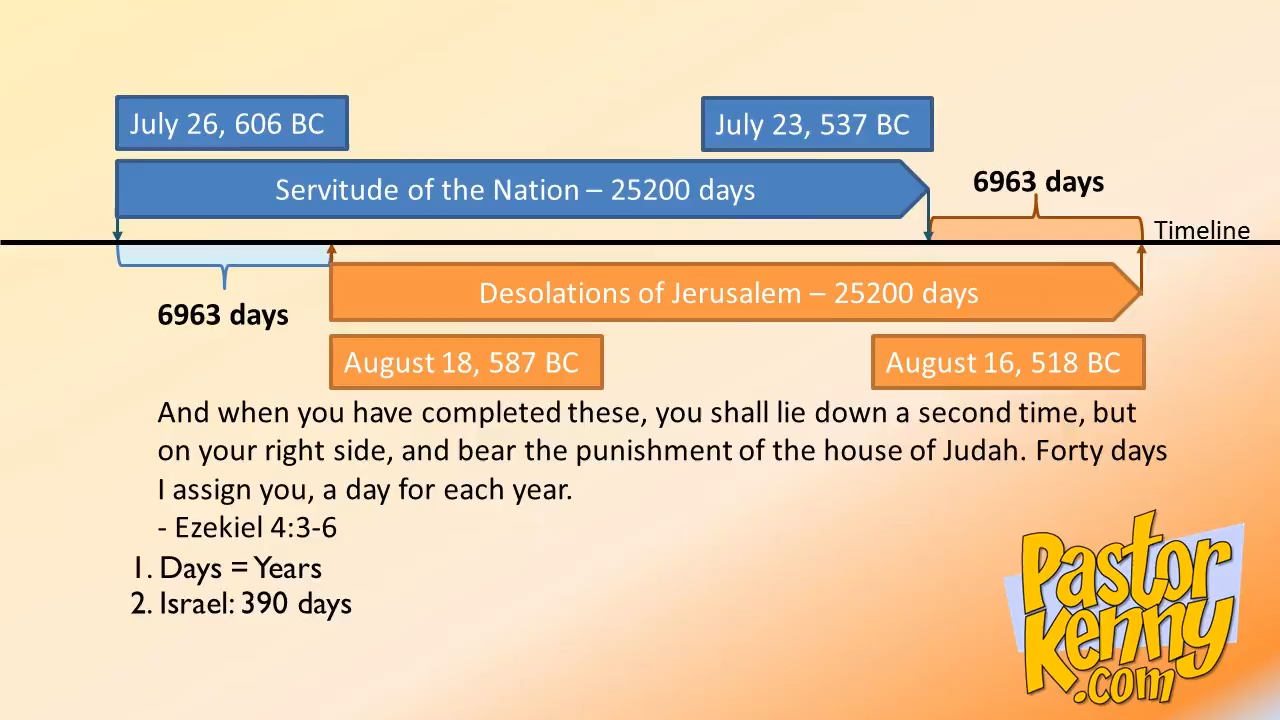 July 26, 606 BC
July 23, 537 BC
Servitude of the Nation – 25200 days
6963 days
Timeline
6963 days
Desolations of Jerusalem – 25200 days
August 18, 587 BC
August 16, 518 BC
And when you have completed these, you shall lie down a second time, but
on your right side, and bear the punishment of the house of Judah. Forty days
I assign you, a day for each year.
- Ezekiel 4:3-6
1. Days = Years
2. Israel: 390 days
Pastor
Kenny
.com